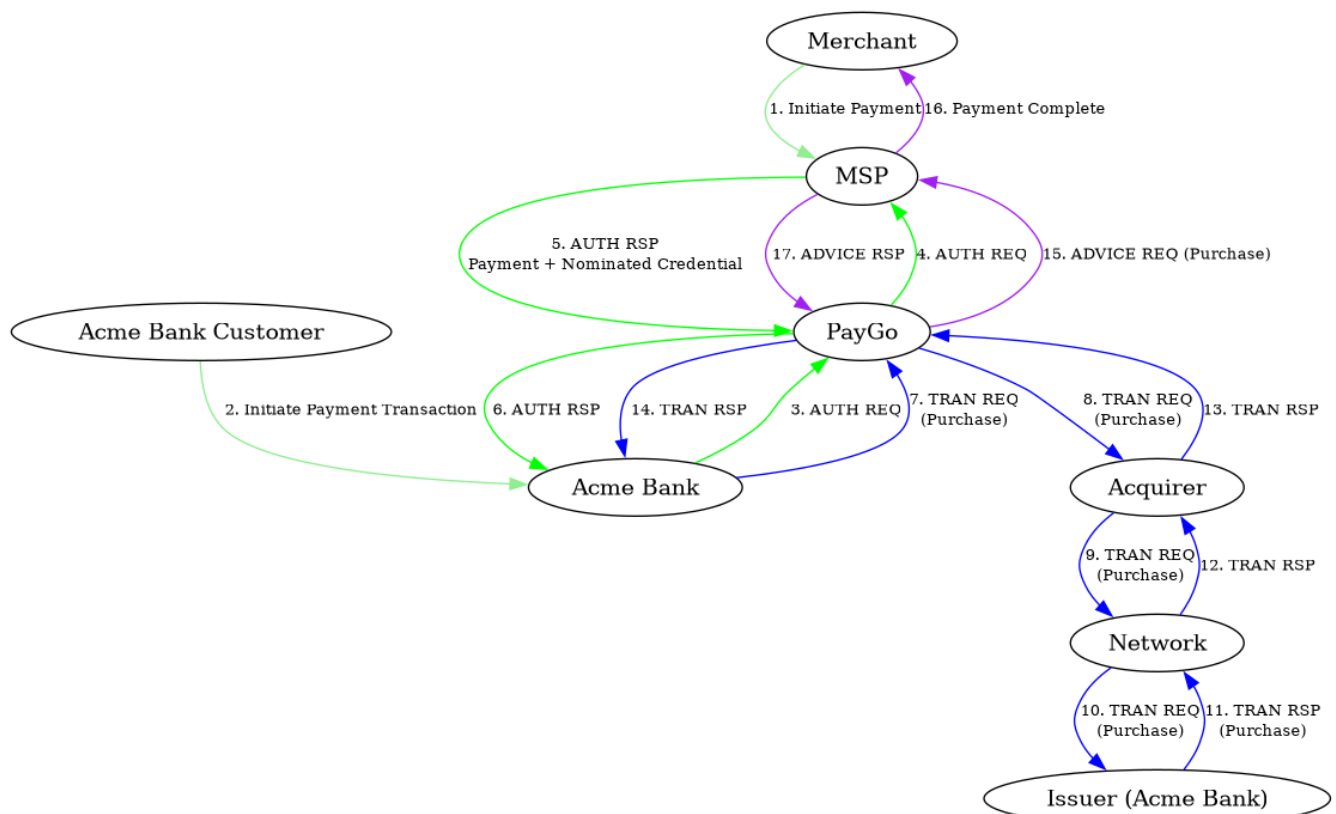 Merchant
1. Initiate Payment
16. Payment Complete
MSP
5. AUTH RSP
Payment + Nominated Credential
17. ADVICE RSP
4. AUTH REQ
15. ADVICE REQ (Purchase)
Acme Bank Customer
PayGo
2. Initiate Payment Transaction
6. AUTH RSP
14. TRAN RSP
3. AUTH REQ
7. TRAN REQ
(Purchase)
8. TRAN REQ
(Purchase)
13. TRAN RSP
Acme Bank
Acquirer
9. TRAN REQ
(Purchase)
12. TRAN RSP
Network
10. TRAN REQ
(Purchase)
11. TRAN RSP
(Purchase)
Issuer (Acme Bank)